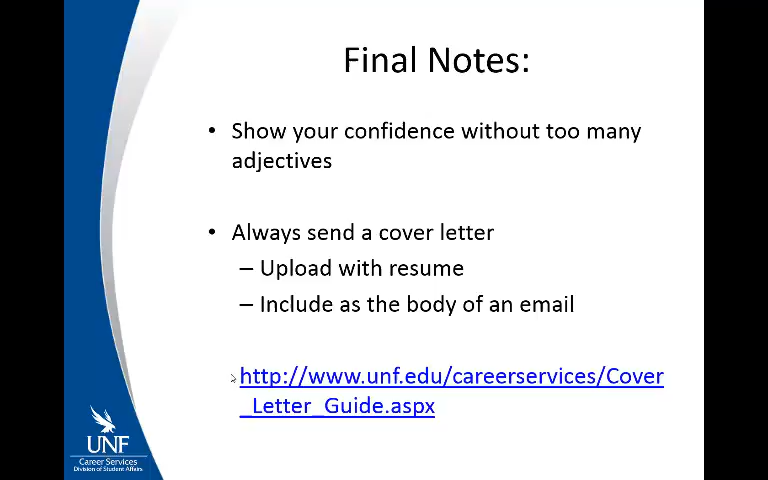 Final Notes:
• Show your confidence without too many
adjectives
• Always send a cover letter
– Upload with resume
– Include as the body of an email
http://www.unf.edu/careerservices/Cover
_Letter_Guide.aspx
UNF
Career Services
Division of Student Affairs